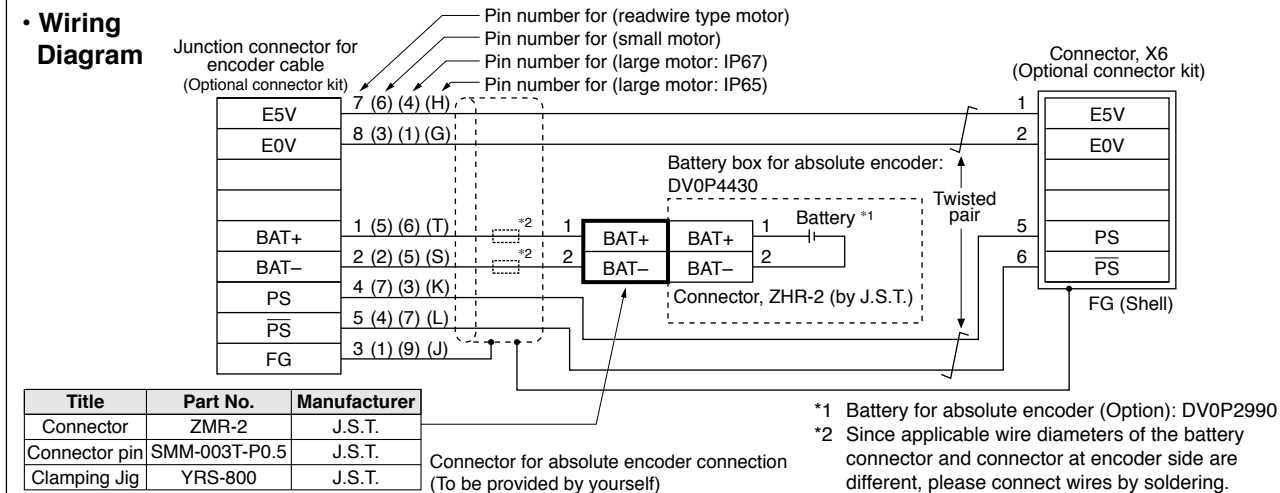 ・Wiring
Diagram
Junction connector for
encoder cable
(Optional connector kit)
Pin number for (readwire type motor)
Pin number for (small motor)
Pin number for (large motor: IP67)
Pin number for (large motor: IP65)
Connector, X6
(Optional connector kit)
E5V 7 (6) (4) (H) 1 E5V
E0V 8 (3) (1) (G) 2 E0V
Battery box for absolute encoder:
DV0P4430
Twisted
pair
BAT+ 1 (5) (6) (T) *2 1 BAT+ BAT+ 1 Battery *1 5 PS
BAT– 2 (2) (5) (S) *2 2 BAT– BAT– 2 6 P̅S̅
PS 4 (7) (3) (K)
Connector, ZHR-2 (by J.S.T.)
FG (Shell)
P̅S̅ 5 (4) (7) (L)
FG 3 (1) (9) (J)
Title Part No. Manufacturer
Connector ZMR-2 J.S.T.
Connector pin SMM-003T-P0.5 J.S.T.
Clamping Jig YRS-800 J.S.T.
Connector for absolute encoder connection
(To be provided by yourself)
*1 Battery for absolute encoder (Option): DV0P2990
*2 Since applicable wire diameters of the battery
connector and connector at encoder side are
different, please connect wires by soldering.